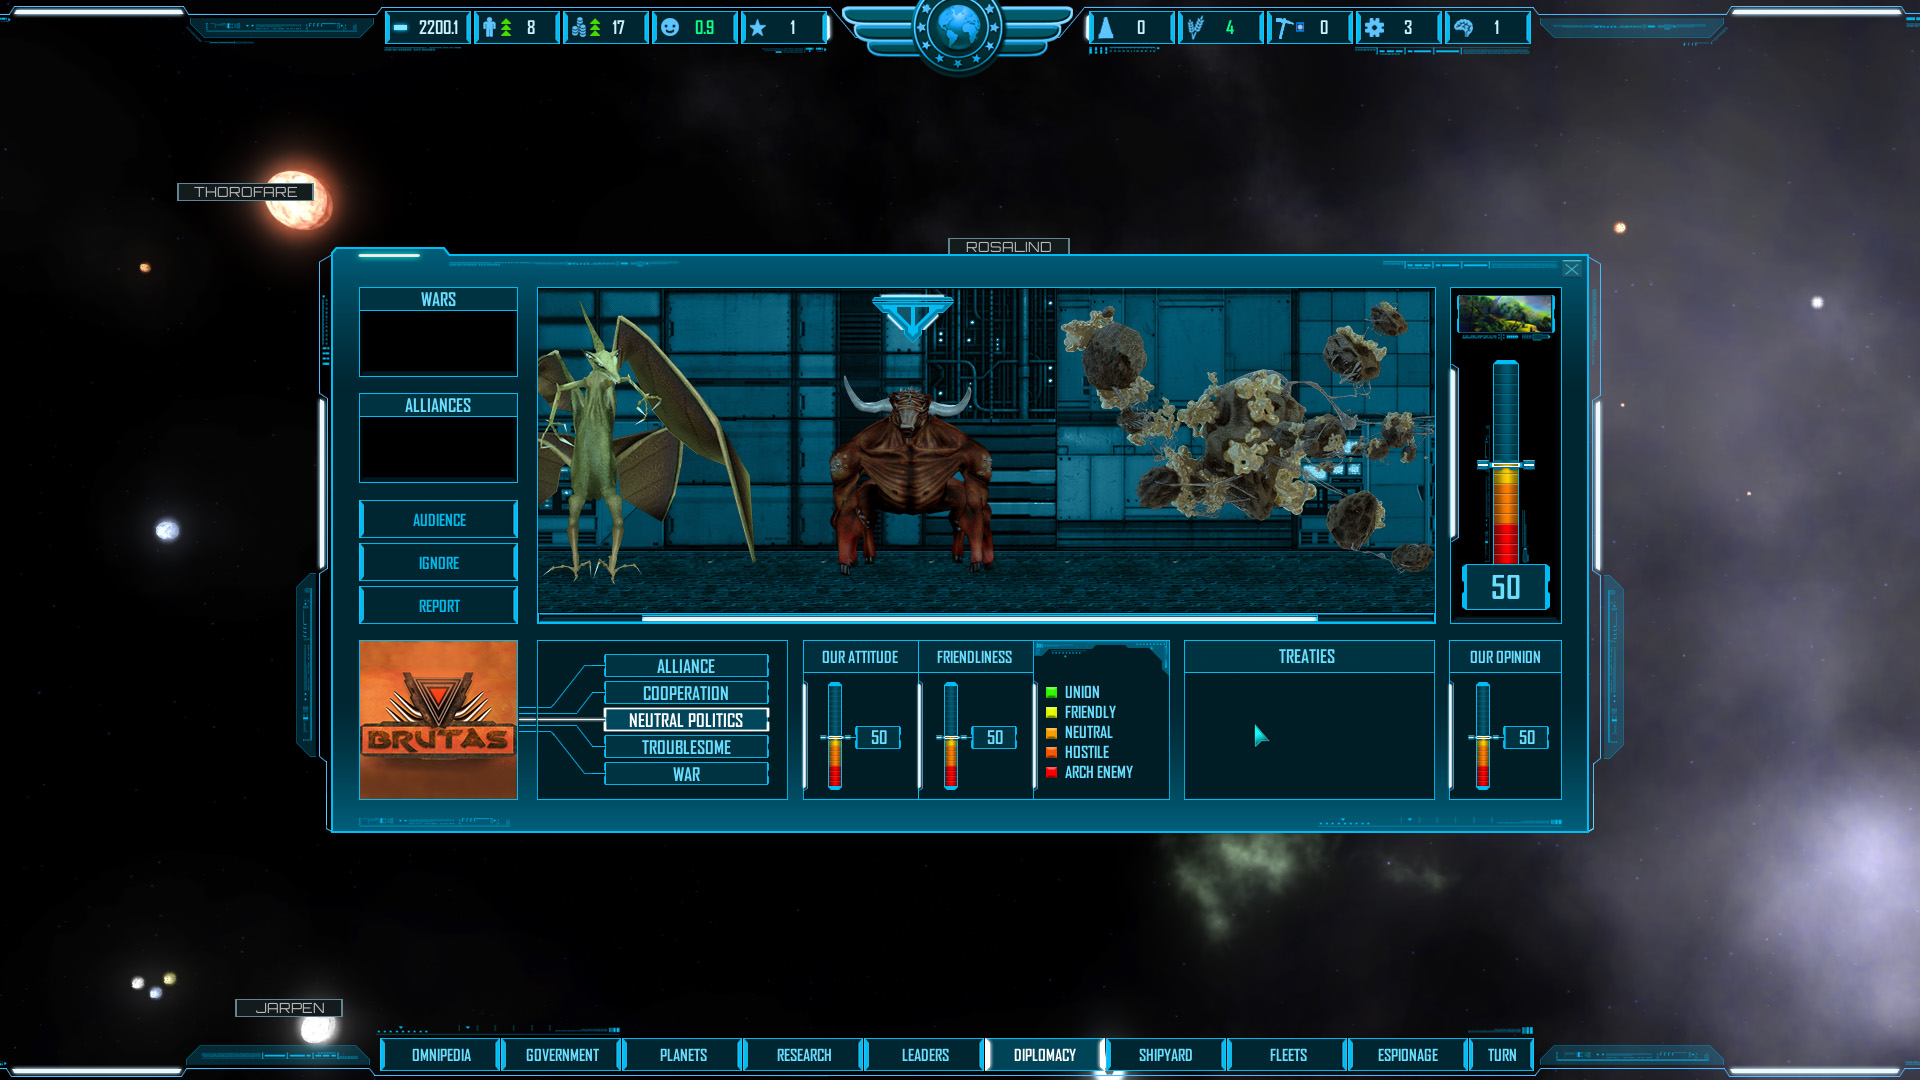 2200.1 8 17 0.9 1 0 4 0 3 1
THOROFARE
ROSALIND
WARS
ALLIANCES
AUDIENCE
IGNORE
REPORT
50
BRUTAS
ALLIANCE
COOPERATION
NEUTRAL POLITICS
TROUBLESOME
WAR
OUR ATTITUDE
50
FRIENDLINESS
50
UNION
FRIENDLY
NEUTRAL
HOSTILE
ARCH ENEMY
TREATIES
OUR OPINION
50
JARPEN
OMNIPEDIA GOVERNMENT PLANETS RESEARCH LEADERS DIPLOMACY SHIPYARD FLEETS ESPIONAGE TURN